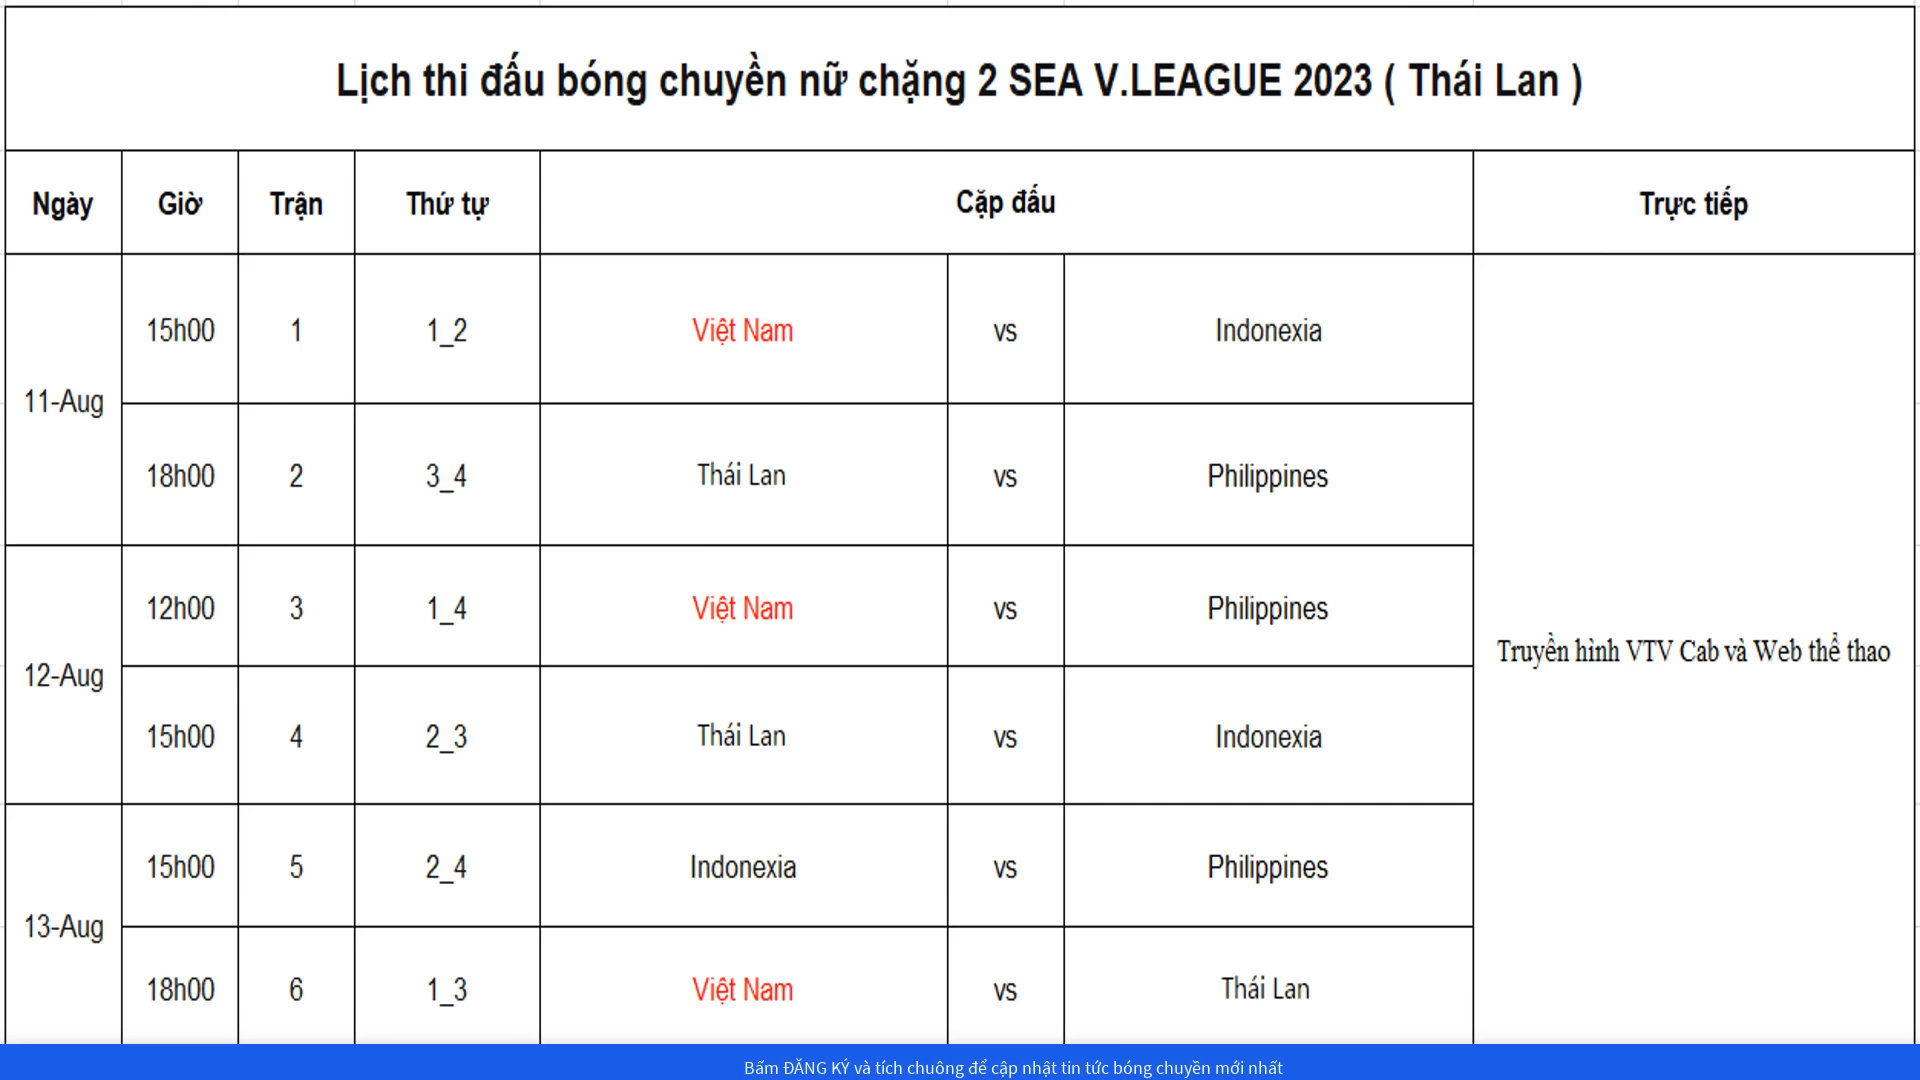 Lịch thi đấu bóng chuyền nữ chặng 2 SEA V.LEAGUE 2023 ( Thái Lan )
Ngày Giờ Trận Thứ tự Cặp đấu Trực tiếp
11-Aug
15h00 1 1_2 Việt Nam vs Indonexia
18h00 2 3_4 Thái Lan vs Philippines
12-Aug
12h00 3 1_4 Việt Nam vs Philippines
15h00 4 2_3 Thái Lan vs Indonexia
13-Aug
15h00 5 2_4 Indonexia vs Philippines
18h00 6 1_3 Việt Nam vs Thái Lan
Truyền hình VTV Cab và Web thể thao
Bấm ĐĂNG KÝ và tích chuông để cập nhật tin tức bóng chuyền mới nhất